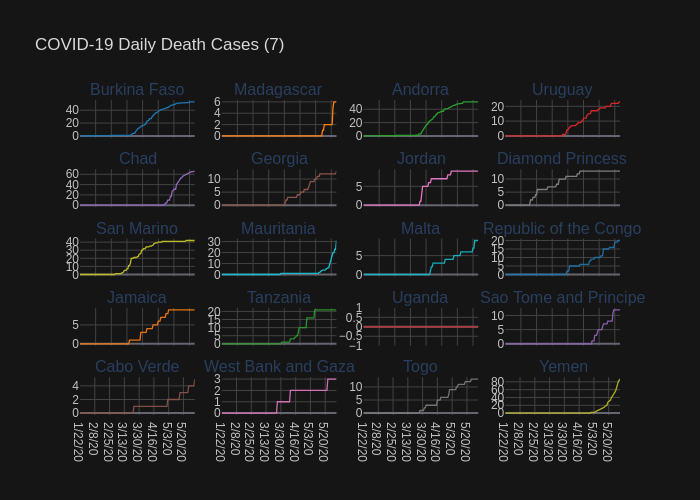 COVID-19 Daily Death Cases (7)
Burkina Faso Madagascar Andorra Uruguay
40 20 0 6 4 2 0 40 20 0 20 10 0
Chad Georgia Jordan Diamond Princess
60 40 20 0 10 5 0 5 0 10 5 0
San Marino Mauritania Malta Republic of the Congo
40 30 20 10 0 30 20 10 0 5 0 20 15 10 5 0
Jamaica Tanzania Uganda Sao Tome and Principe
5 0 20 15 10 5 0 1 0.5 0 −0.5 −1 10 5 0
Cabo Verde West Bank and Gaza Togo Yemen
4 2 0 3 2 1 0 10 5 0 80 60 40 20 0
1/22/20 2/8/20 2/25/20 3/13/20 3/30/20 4/16/20 5/3/20 5/20/20 1/22/20 2/8/20 2/25/20 3/13/20 3/30/20 4/16/20 5/3/20 5/20/20 1/22/20 2/8/20 2/25/20 3/13/20 3/30/20 4/16/20 5/3/20 5/20/20 1/22/20 2/8/20 2/25/20 3/13/20 3/30/20 4/16/20 5/3/20 5/20/20